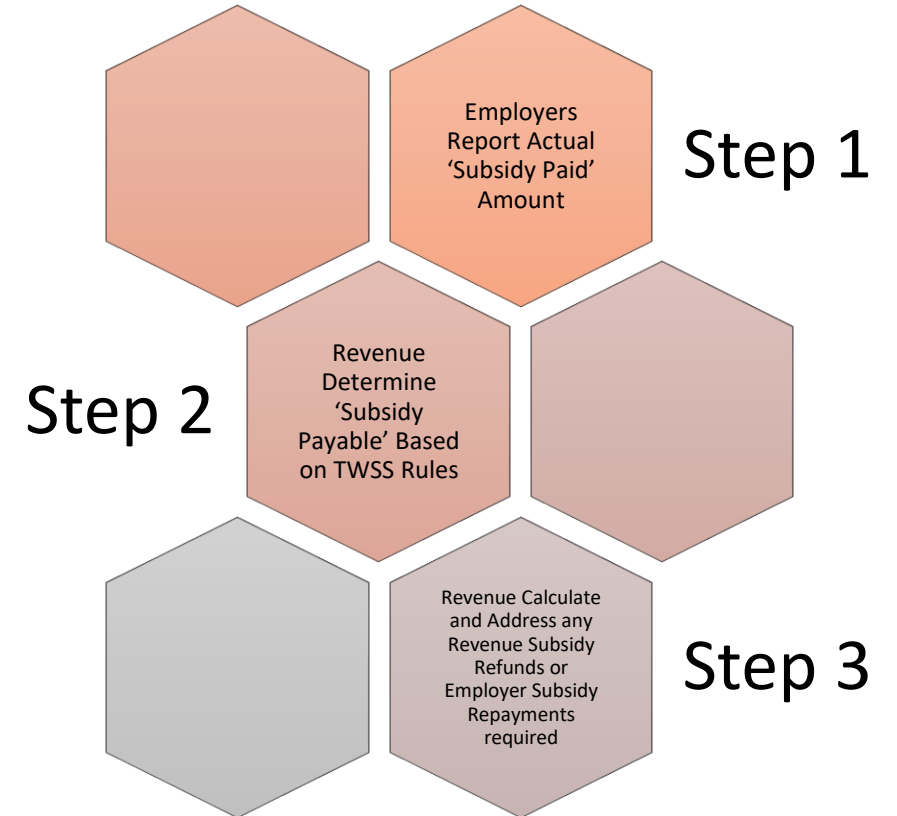 Employers
Report Actual
‘Subsidy Paid’
Amount
Step 1
Step 2
Revenue
Determine
‘Subsidy
Payable’ Based
on TWSS Rules
Revenue Calculate
and Address any
Revenue Subsidy
Refunds or
Employer Subsidy
Repayments
required
Step 3